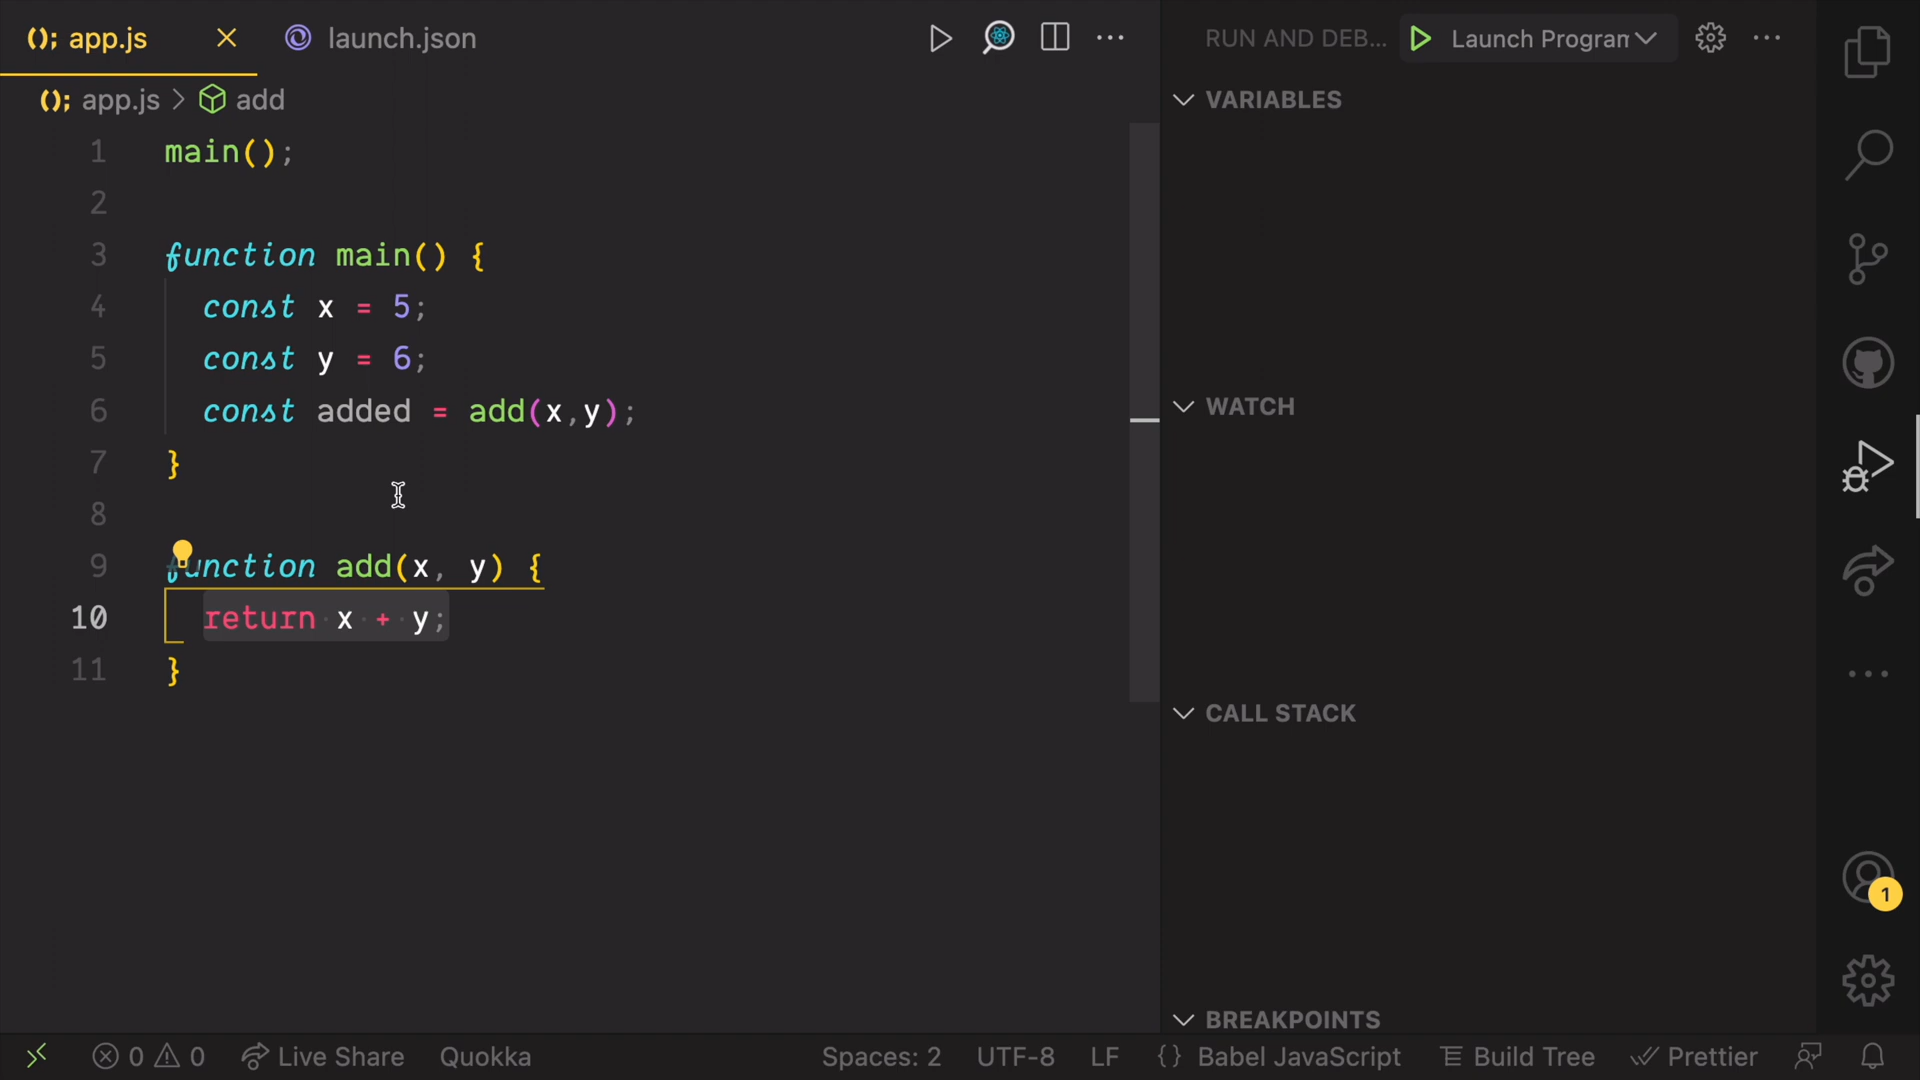 (); app.js
launch.json
(); app.js > add
1 main();
2
3 function main() {
4 const x = 5;
5 const y = 6;
6 const added = add(x,y);
7 }
8
9 function add(x, y) {
10 return x + y;
11 }
RUN AND DEB...
Launch Program
VARIABLES
WATCH
CALL STACK
BREAKPOINTS
1
0 0 Live Share Quokka Spaces: 2 UTF-8 LF {} Babel JavaScript Build Tree Prettier